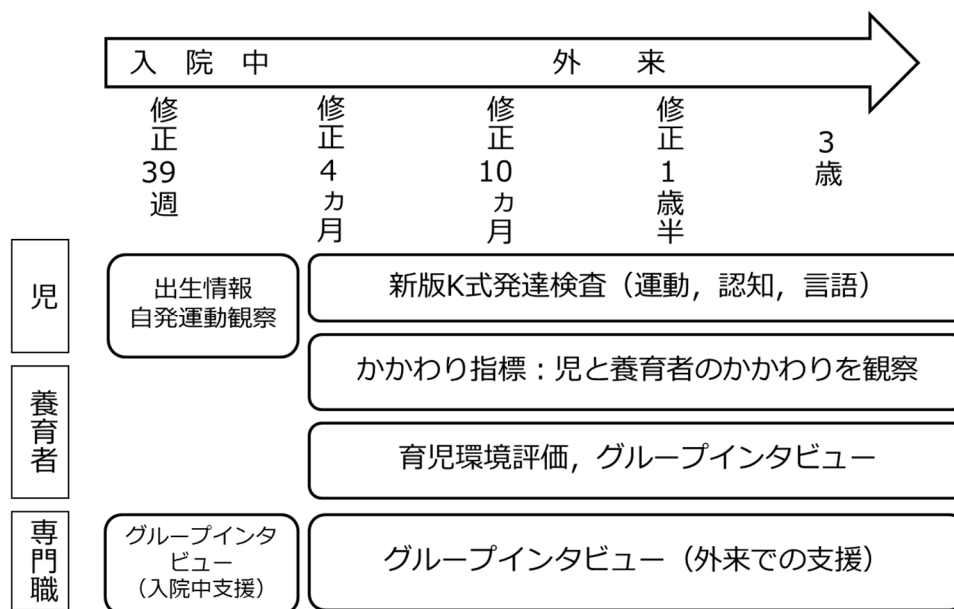 入 院 中
外 来
修正39週
修正4ヵ月
修正10ヵ月
修正1歳半
3歳
児
出生情報
自発運動観察
新版K式発達検査（運動，認知，言語）
かかわり指標：児と養育者のかかわりを観察
養育者
育児環境評価，グループインタビュー
専門職
グループインタ
ビュー
（入院中支援）
グループインタビュー（外来での支援）